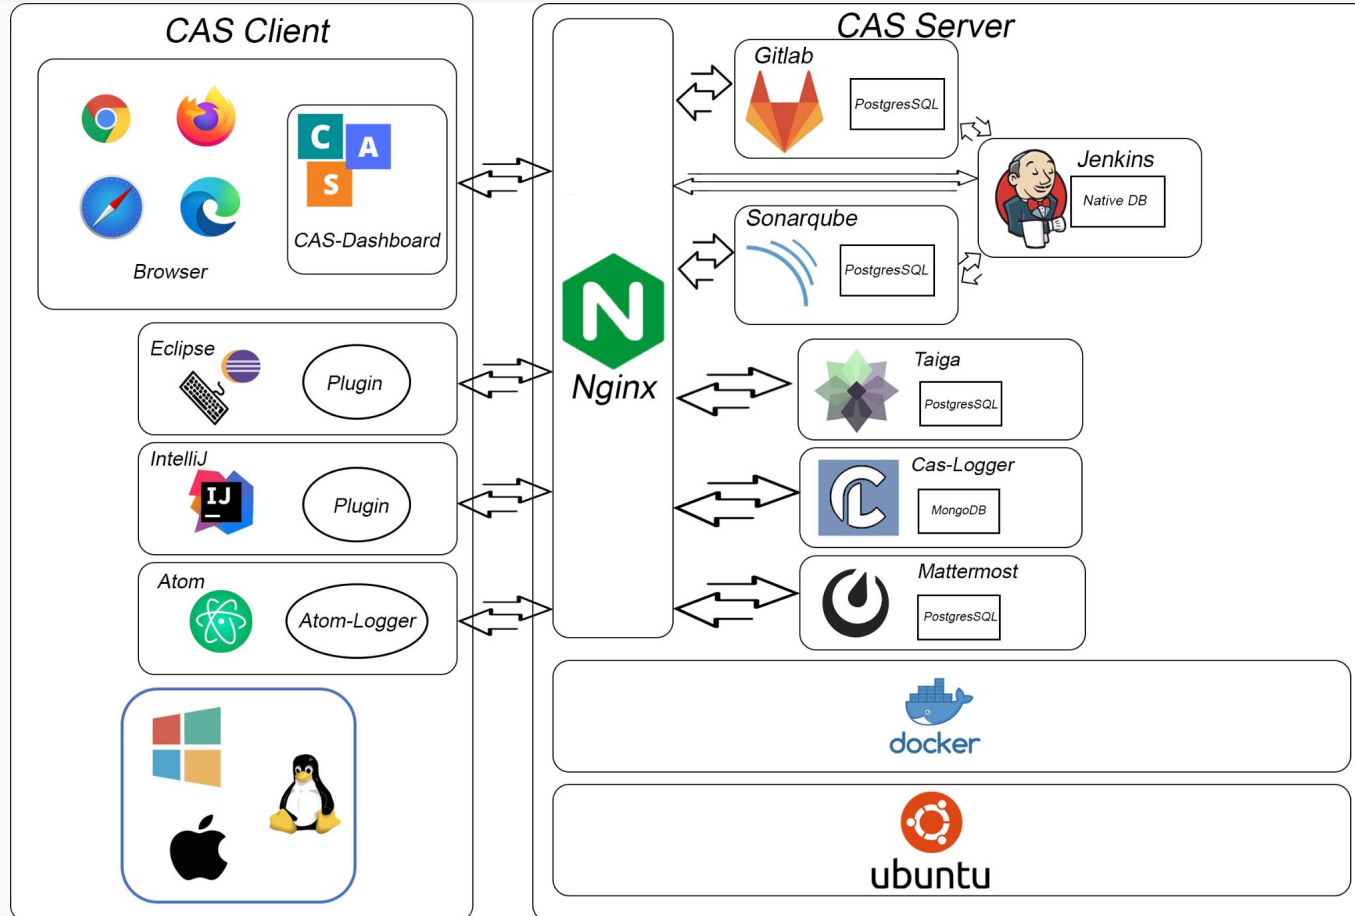 CAS Client
C
A
S
CAS-Dashboard
Browser
Eclipse
Plugin
IntelliJ
IJ
Plugin
Atom
Atom-Logger
CAS Server
N
Nginx
Gitlab
PostgresSQL
Jenkins
Native DB
Sonarqube
PostgresSQL
Taiga
PostgresSQL
Cas-Logger
CL
MongoDB
Mattermost
PostgresSQL
docker
ubuntu